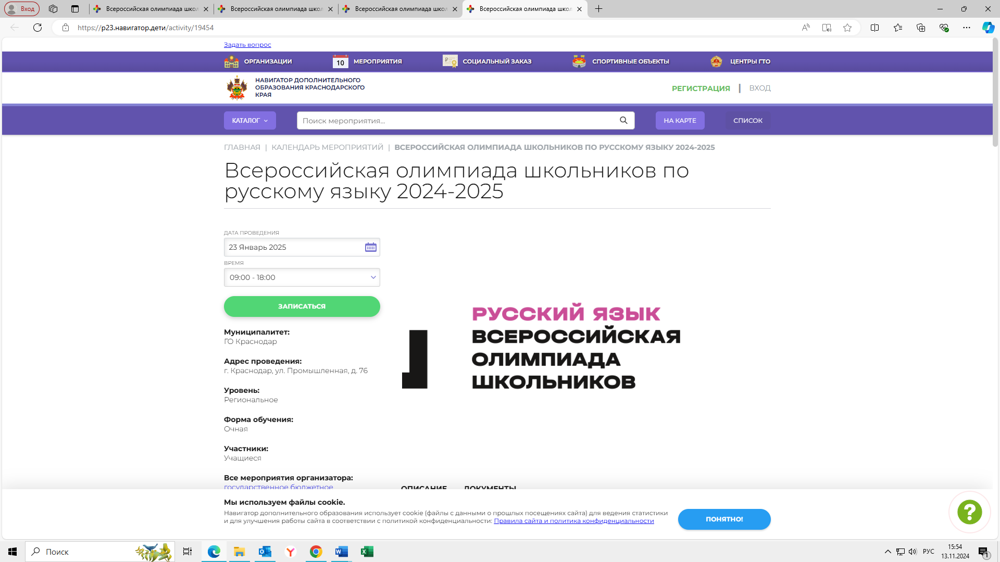 Вход
Всероссийская олимпиада школ
Всероссийская олимпиада школ
Всероссийская олимпиада школ
Всероссийская олимпиада школ
https://р23.навигатор.дети/activity/19454
Задать вопрос
ОРГАНИЗАЦИИ
10
МЕРОПРИЯТИЯ
СОЦИАЛЬНЫЙ ЗАКАЗ
СПОРТИВНЫЕ ОБЪЕКТЫ
ЦЕНТРЫ ГТО
НАВИГАТОР ДОПОЛНИТЕЛЬНОГО
ОБРАЗОВАНИЯ КРАСНОДАРСКОГО
КРАЯ
РЕГИСТРАЦИЯ | ВХОД
КАТАЛОГ
Поиск мероприятия...
НА КАРТЕ
СПИСОК
ГЛАВНАЯ | КАЛЕНДАРЬ МЕРОПРИЯТИЙ | ВСЕРОССИЙСКАЯ ОЛИМПИАДА ШКОЛЬНИКОВ ПО РУССКОМУ ЯЗЫКУ 2024-2025
Всероссийская олимпиада школьников по
русскому языку 2024-2025
ДАТА ПРОВЕДЕНИЯ
23 Январь 2025
ВРЕМЯ
09:00 - 18:00
ЗАПИСАТЬСЯ
Муниципалитет:
ГО Краснодар
Адрес проведения:
г. Краснодар, ул. Промышленная, д. 76
Уровень:
Региональное
Форма обучения:
Очная
Участники:
Учащиеся
Все мероприятия организатора:
государственное бюджетное
РУССКИЙ ЯЗЫК
ВСЕРОССИЙСКАЯ
ОЛИМПИАДА
ШКОЛЬНИКОВ
ОПИСАНИЕ
ДОКУМЕНТЫ
Мы используем файлы cookie.
Навигатор дополнительного образования использует cookie (файлы с данными о прошлых посещениях сайта) для ведения статистики
и для улучшения работы сайта в соответствии с политикой конфиденциальности: Правила сайта и политика конфиденциальности
ПОНЯТНО!
?
Поиск
РУС
15:54
13.11.2024
1